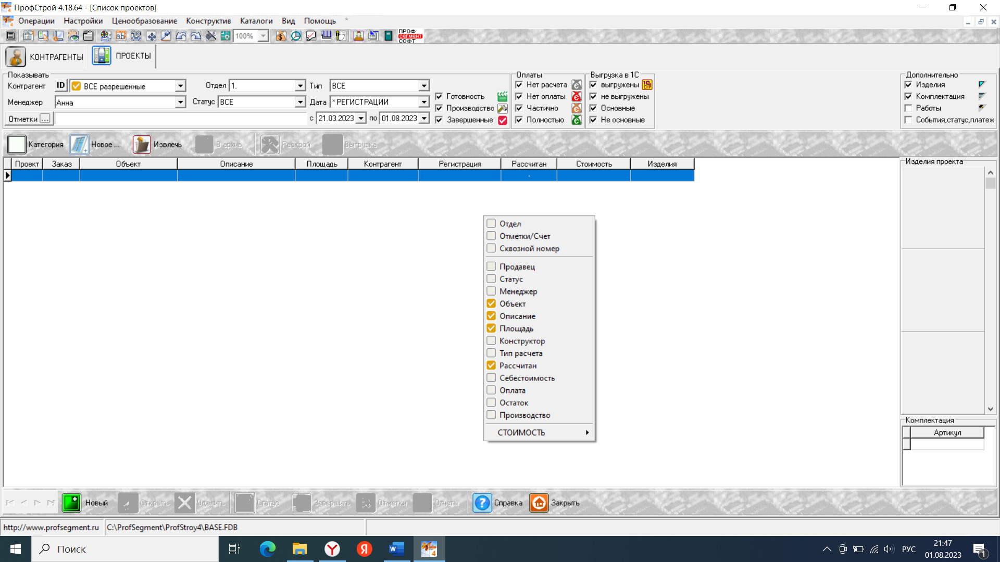 ПрофСтрой 4.18.64 - [Список проектов]
Операции Настройки Ценообразование Конструктив Каталоги Вид Помощь *
100% ПРОФ сегмент СОФТ
КОНТРАГЕНТЫ ПРОЕКТЫ
Показывать Оплаты Выгрузка в 1С Дополнительно
Контрагент ID ВСЕ разрешенные Отдел 1. Тип ВСЕ Нет расчета выгружены Изделия
Менеджер Анна Статус ВСЕ Дата * РЕГИСТРАЦИИ Готовность Нет оплаты не выгружены Комплектация
Производство Частично Основные Работы
Отметки ... с 21.03.2023 по 01.08.2023 Завершенные Полностью Не основные События,статус,платеж
Категория Новое ... Извлечь В архив Раскрой Выгрузка
Проект Заказ Объект Описание Площадь Контрагент Регистрация Рассчитан Стоимость Изделия
Изделия проекта
Отдел
Отметки/Счет
Сквозной номер
Продавец
Статус
Менеджер
Объект
Описание
Площадь
Конструктор
Тип расчета
Рассчитан
Себестоимость
Оплата
Остаток
Производство
СТОИМОСТЬ
Комплектация
Артикул
Новый Открыть Удалить Статус Завершить Отметки Отчеты Справка Закрыть
http://www.profsegment.ru C:\ProfSegment\ProfStroy4\BASE.FDB
Поиск РУС 21:47
01.08.2023 1